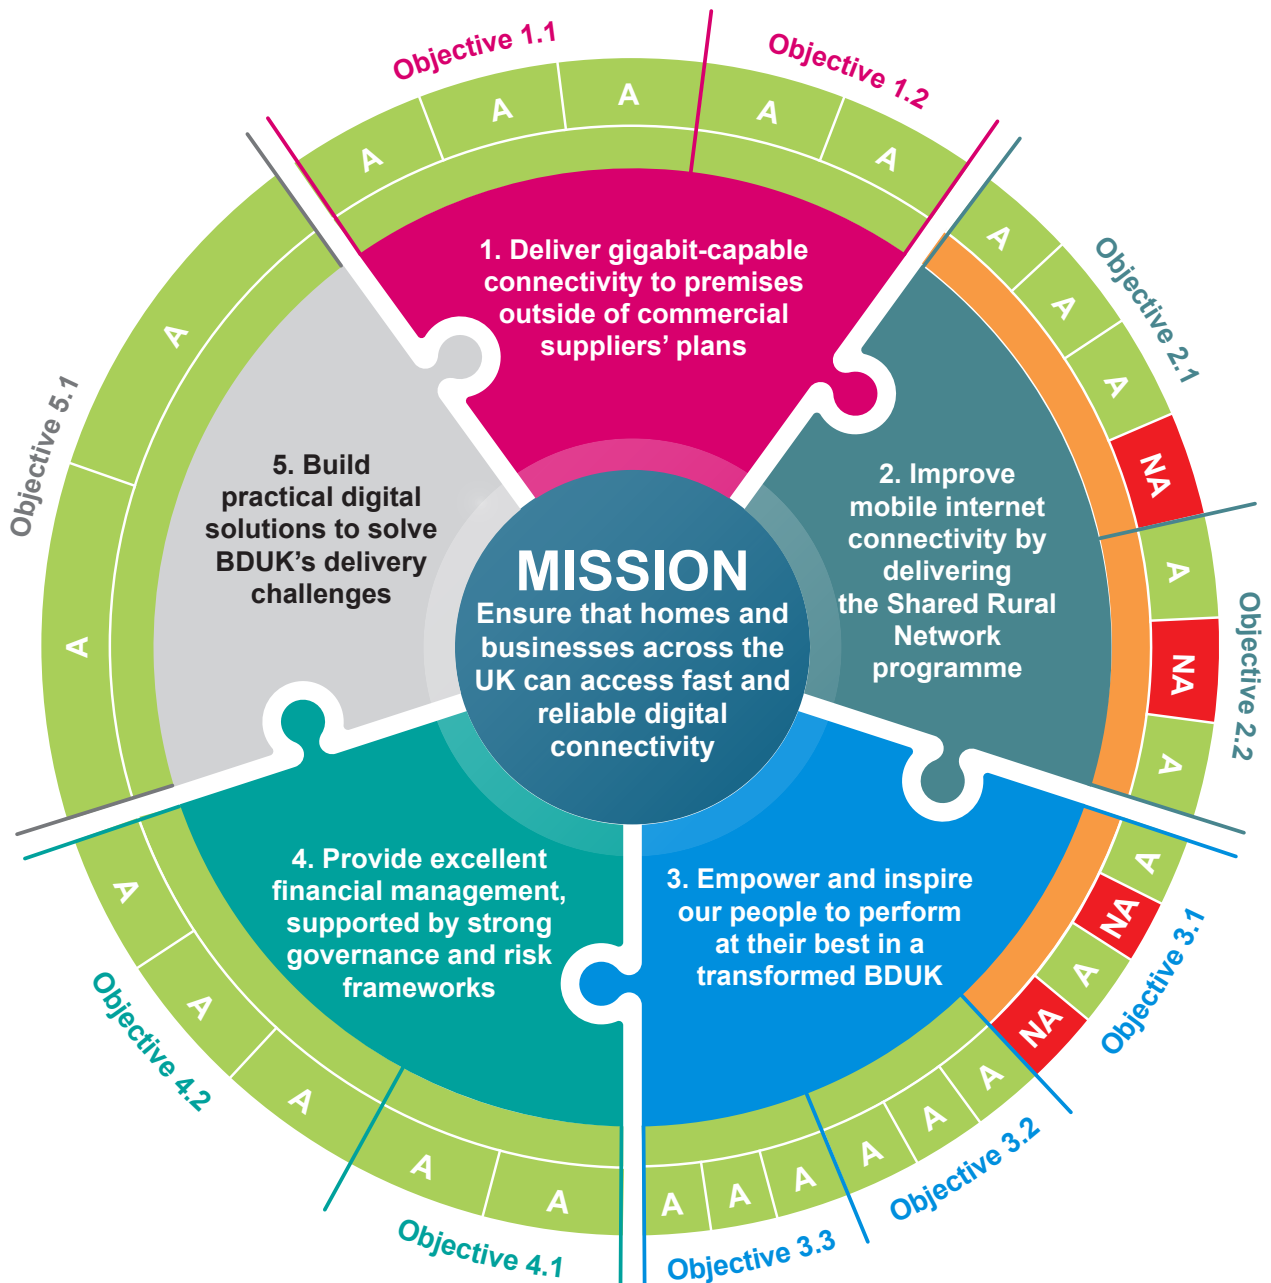 Objective 1.1
A
A
A
Objective 1.2
A
A
1. Deliver gigabit-capable
connectivity to premises
outside of commercial
suppliers’ plans
Objective 2.1
A
A
A
NA
Objective 2.2
A
NA
A
2. Improve
mobile internet
connectivity by
delivering
the Shared Rural
Network
programme
Objective 3.1
A
NA
A
NA
Objective 3.2
A
A
A
Objective 3.3
A
A
A
3. Empower and inspire
our people to perform
at their best in a
transformed BDUK
Objective 4.1
A
A
Objective 4.2
A
A
A
4. Provide excellent
financial management,
supported by strong
governance and risk
frameworks
Objective 5.1
A
A
5. Build
practical digital
solutions to solve
BDUK’s delivery
challenges
MISSION
Ensure that homes and
businesses across the
UK can access fast and
reliable digital
connectivity